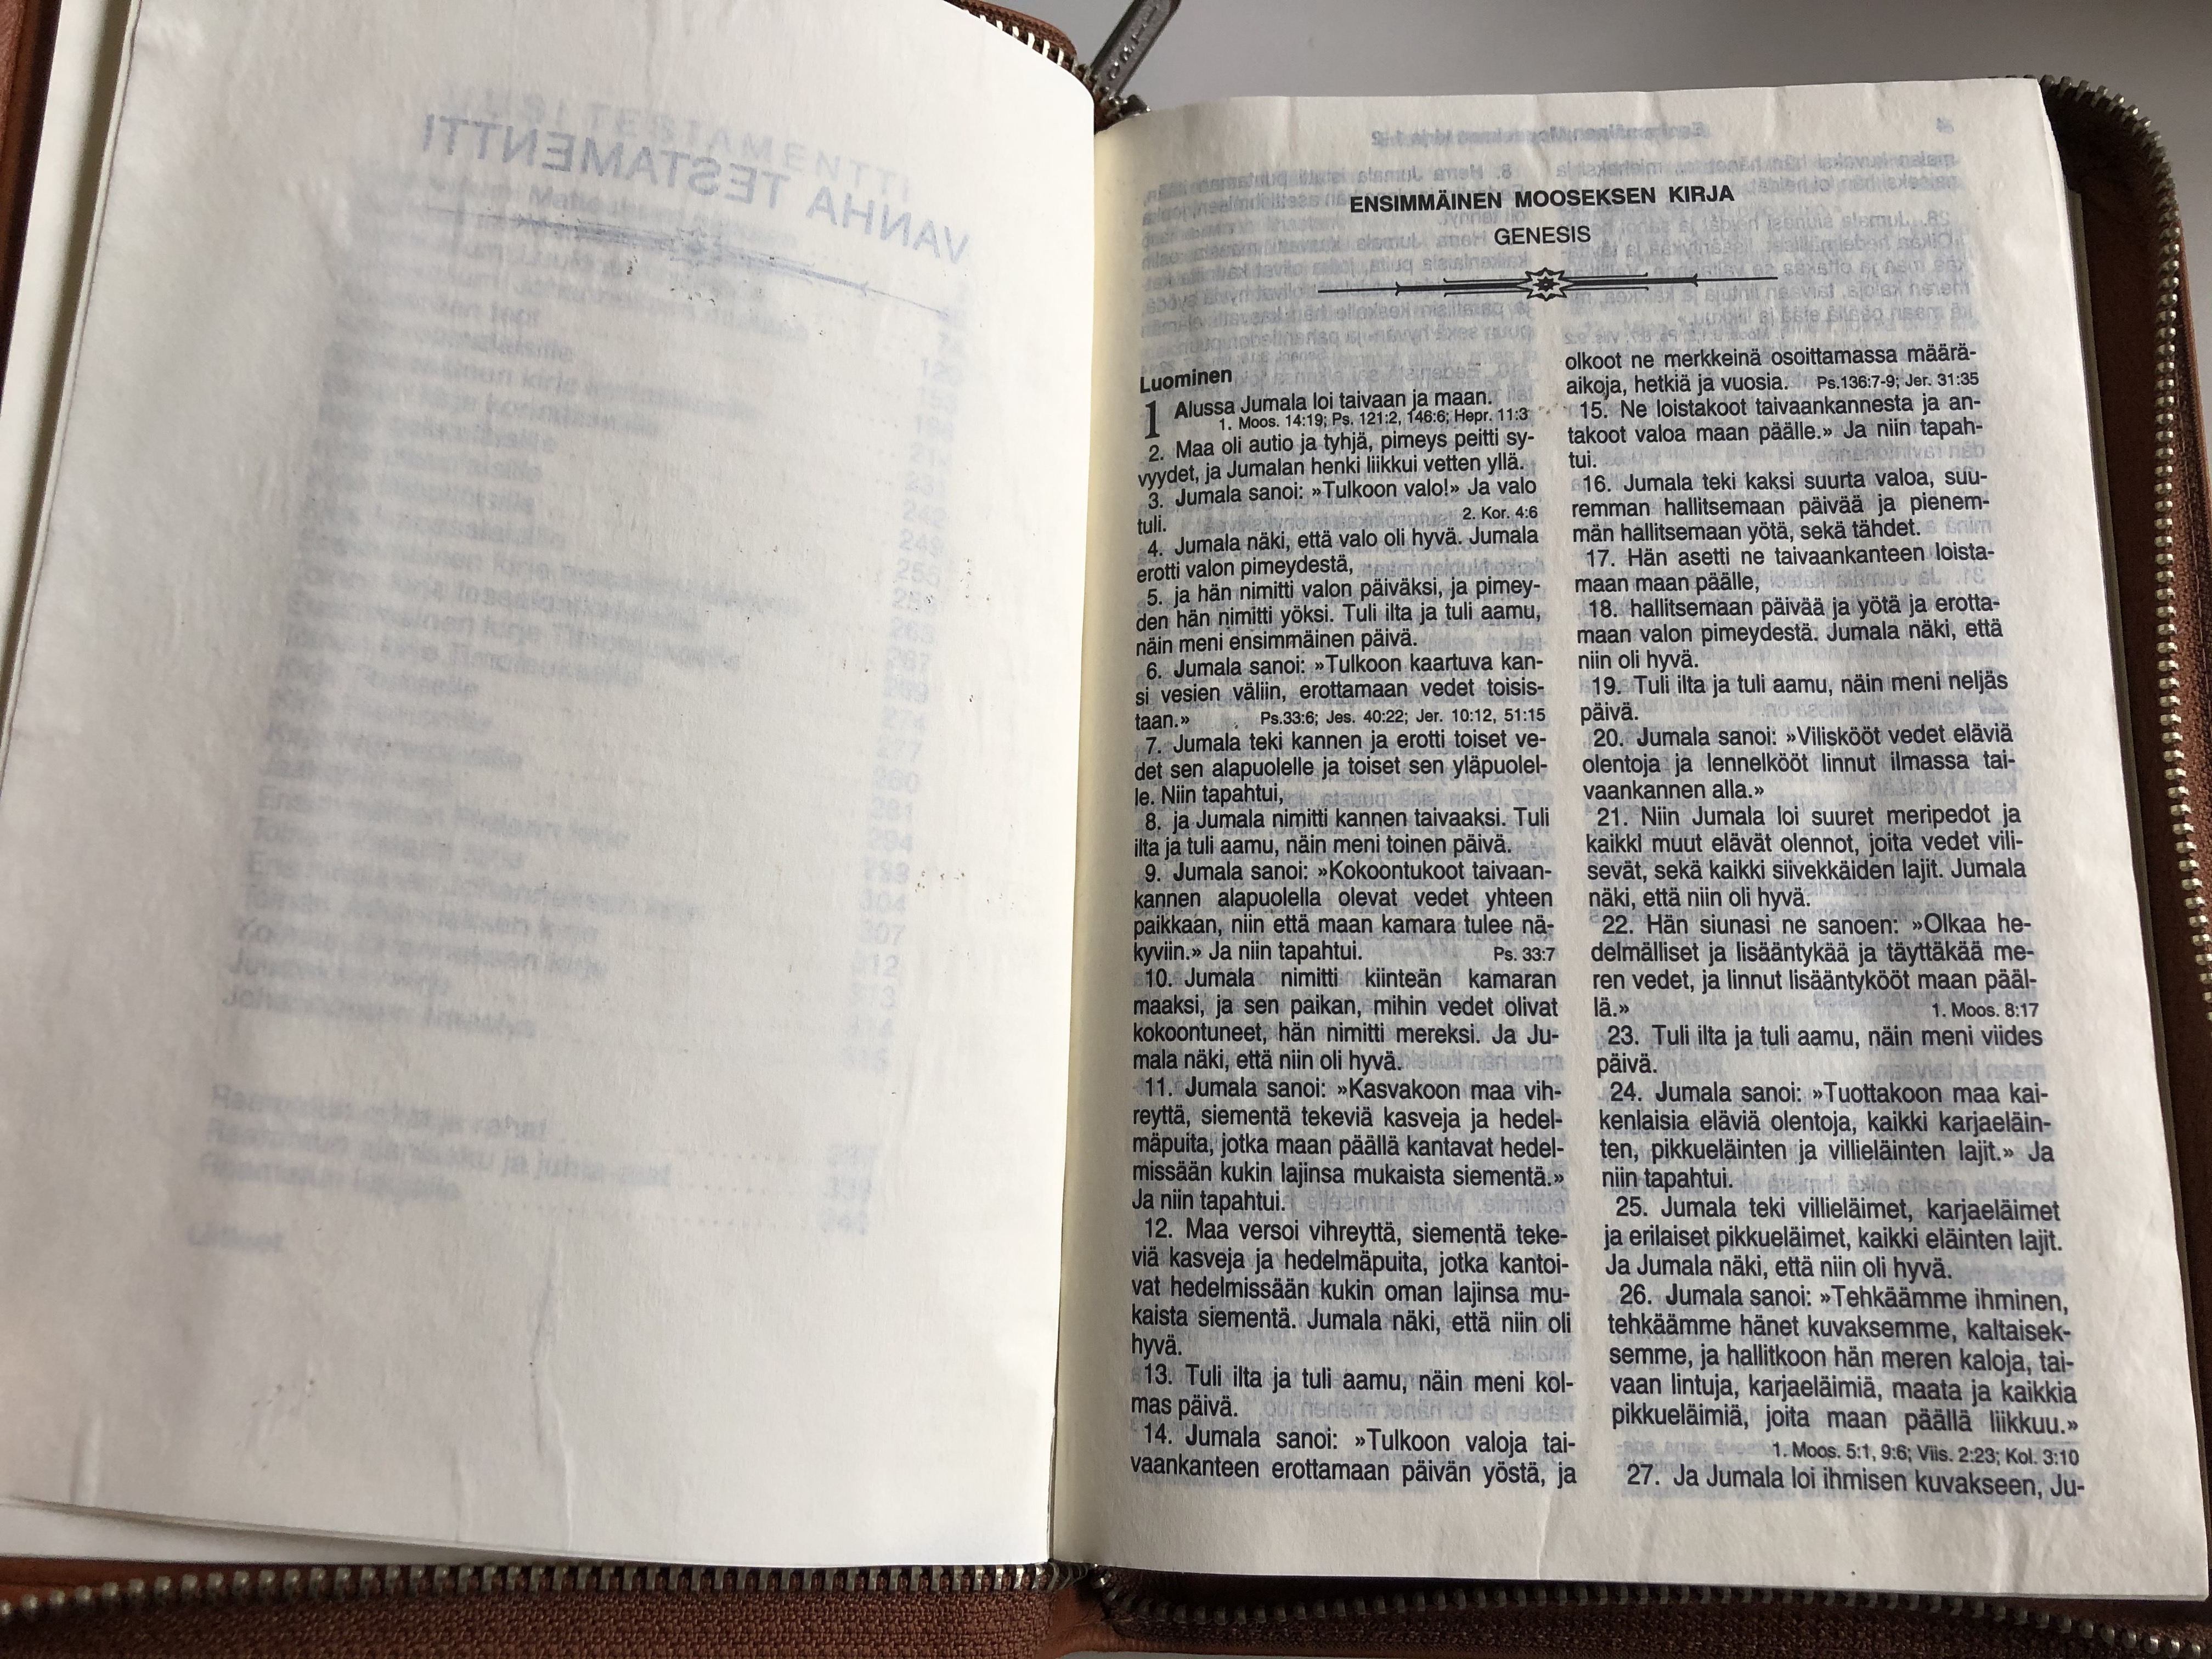 VANHA TESTAMENTTI
ENSIMMÄINEN MOOSEKSEN KIRJA
GENESIS
Luominen
1 Alussa Jumala loi taivaan ja maan.
1. Moos. 14:19; Ps. 121:2, 146:6; Hepr. 11:3
2. Maa oli autio ja tyhjä, pimeys peitti sy-
vyydet, ja Jumalan henki liikkui vetten yllä.
3. Jumala sanoi: »Tulkoon valo!» Ja valo
tuli. 2. Kor. 4:6
4. Jumala näki, että valo oli hyvä. Jumala
erotti valon pimeydestä,
5. ja hän nimitti valon päiväksi, ja pimey-
den hän nimitti yöksi. Tuli ilta ja tuli aamu,
näin meni ensimmäinen päivä.
6. Jumala sanoi: »Tulkoon kaartuva kan-
si vesien väliin, erottamaan vedet toisis-
taan.» Ps.33:6; Jes. 40:22; Jer. 10:12, 51:15
7. Jumala teki kannen ja erotti toiset ve-
det sen alapuolelle ja toiset sen yläpuolel-
le. Niin tapahtui,
8. ja Jumala nimitti kannen taivaaksi. Tuli
ilta ja tuli aamu, näin meni toinen päivä.
9. Jumala sanoi: »Kokoontukoot taivaan-
kannen alapuolella olevat vedet yhteen
paikkaan, niin että maan kamara tulee nä-
kyviin.» Ja niin tapahtui. Ps. 33:7
10. Jumala nimitti kiinteän kamaran
maaksi, ja sen paikan, mihin vedet olivat
kokoontuneet, hän nimitti mereksi. Ja Ju-
mala näki, että niin oli hyvä.
11. Jumala sanoi: »Kasvakoon maa vih-
reyttä, siementä tekeviä kasveja ja hedel-
mäpuita, jotka maan päällä kantavat hedel-
missään kukin lajinsa mukaista siementä.»
Ja niin tapahtui.
12. Maa versoi vihreyttä, siementä teke-
viä kasveja ja hedelmäpuita, jotka kantoi-
vat hedelmissään kukin oman lajinsa mu-
kaista siementä. Jumala näki, että niin oli
hyvä.
13. Tuli ilta ja tuli aamu, näin meni kol-
mas päivä.
14. Jumala sanoi: »Tulkoon valoja tai-
vaankanteen erottamaan päivän yöstä, ja
olkoot ne merkkeinä osoittamassa määrä-
aikoja, hetkiä ja vuosia. Ps.136:7-9; Jer. 31:35
15. Ne loistakoot taivaankannesta ja an-
takoot valoa maan päälle.» Ja niin tapah-
tui.
16. Jumala teki kaksi suurta valoa, suu-
remman hallitsemaan päivää ja pienem-
män hallitsemaan yötä, sekä tähdet.
17. Hän asetti ne taivaankanteen loista-
maan maan päälle,
18. hallitsemaan päivää ja yötä ja erotta-
maan valon pimeydestä. Jumala näki, että
niin oli hyvä.
19. Tuli ilta ja tuli aamu, näin meni neljäs
päivä.
20. Jumala sanoi: »Vilisköött vedet eläviä
olentoja ja lennelkööt linnut ilmassa tai-
vaankannen alla.»
21. Niin Jumala loi suuret meripedot ja
kaikki muut elävät olennot, joita vedet vili-
sevät, sekä kaikki siivekkäiden lajit. Jumala
näki, että niin oli hyvä.
22. Hän siunasi ne sanoen: »Olkaa he-
delmälliset ja lisääntykää ja täyttäkää me-
ren vedet, ja linnut lisääntykööt maan pääl-
lä.» 1. Moos. 8:17
23. Tuli ilta ja tuli aamu, näin meni viides
päivä.
24. Jumala sanoi: »Tuottakoon maa kai-
kenlaisia eläviä olentoja, kaikki karjaeläin-
ten, pikkueläinten ja villieläinten lajit.» Ja
niin tapahtui.
25. Jumala teki villieläimet, karjaeläimet
ja erilaiset pikkueläimet, kaikki eläinten lajit.
Ja Jumala näki, että niin oli hyvä.
26. Jumala sanoi: »Tehkäämme ihminen,
tehkäämme hänet kuvaksemme, kaltaisek-
semme, ja hallitkoon hän meren kaloja, tai-
vaan lintuja, karjaeläimiä, maata ja kaikkia
pikkueläimiä, joita maan päällä liikkuu.»
1. Moos. 5:1, 9:6; Viis. 2:23; Kol. 3:10
27. Ja Jumala loi ihmisen kuvakseen, Ju-